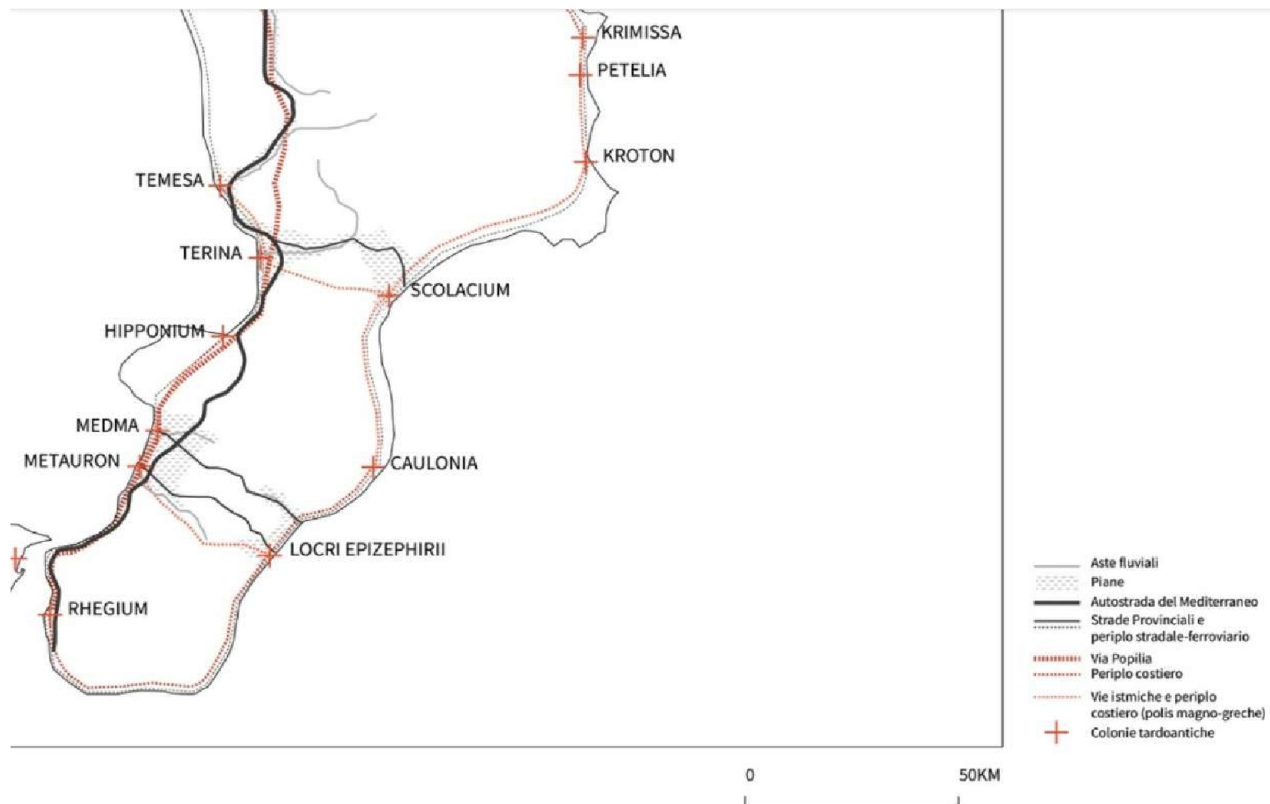 KRIMISSA
PETELIA
KROTON
TEMESA
TERINA
SCOLACIUM
HIPPONIUM
MEDMA
METAURON
CAULONIA
LOCRI EPIZEPHIRII
RHEGIUM
Aste fluviali
Piane
Autostrada del Mediterraneo
Strade Provinciali e
periplo stradale-ferroviario
Via Popilia
Periplo costiero
Vie istmiche e periplo
costiero (polis magno-greche)
Colonie tardoantiche
0 50KM